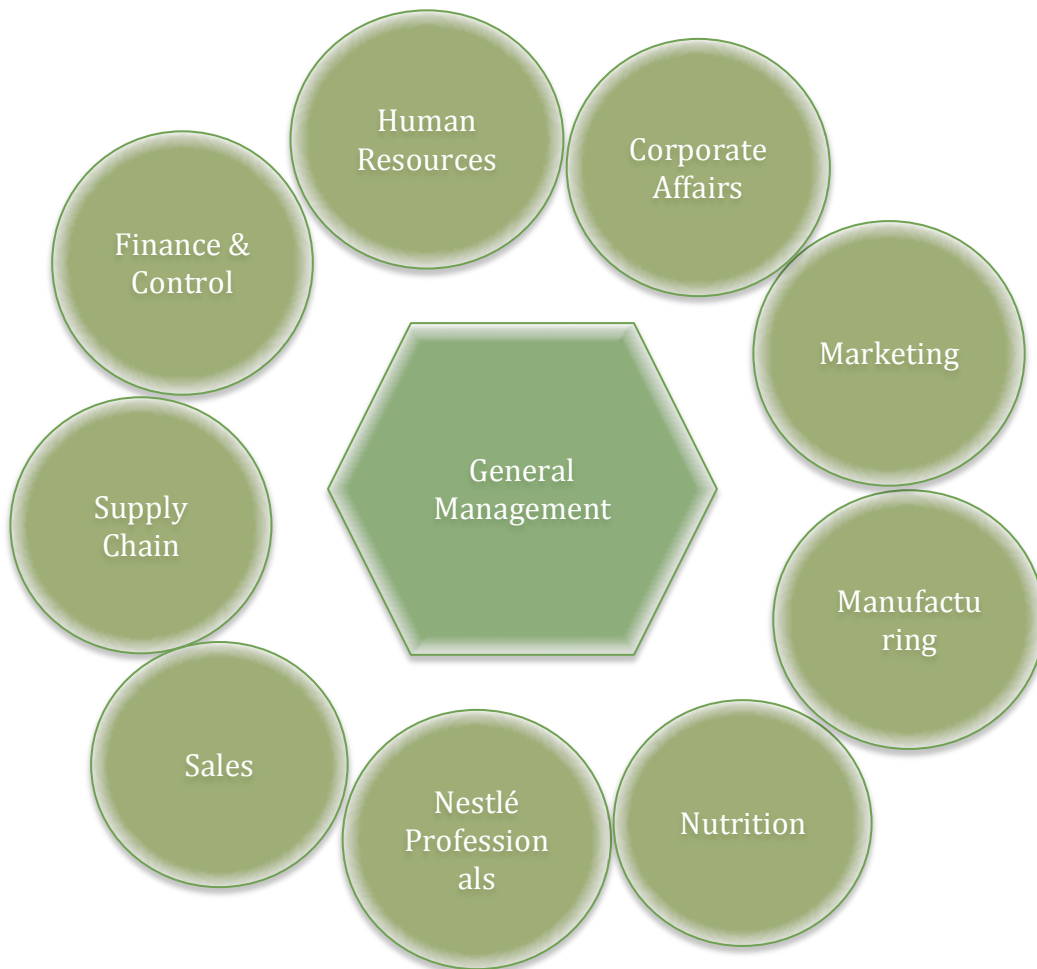 Human
Resources
Corporate
Affairs
Finance &
Control
Marketing
General
Management
Supply
Chain
Manufactu
ring
Sales
Nestlé
Profession
als
Nutrition